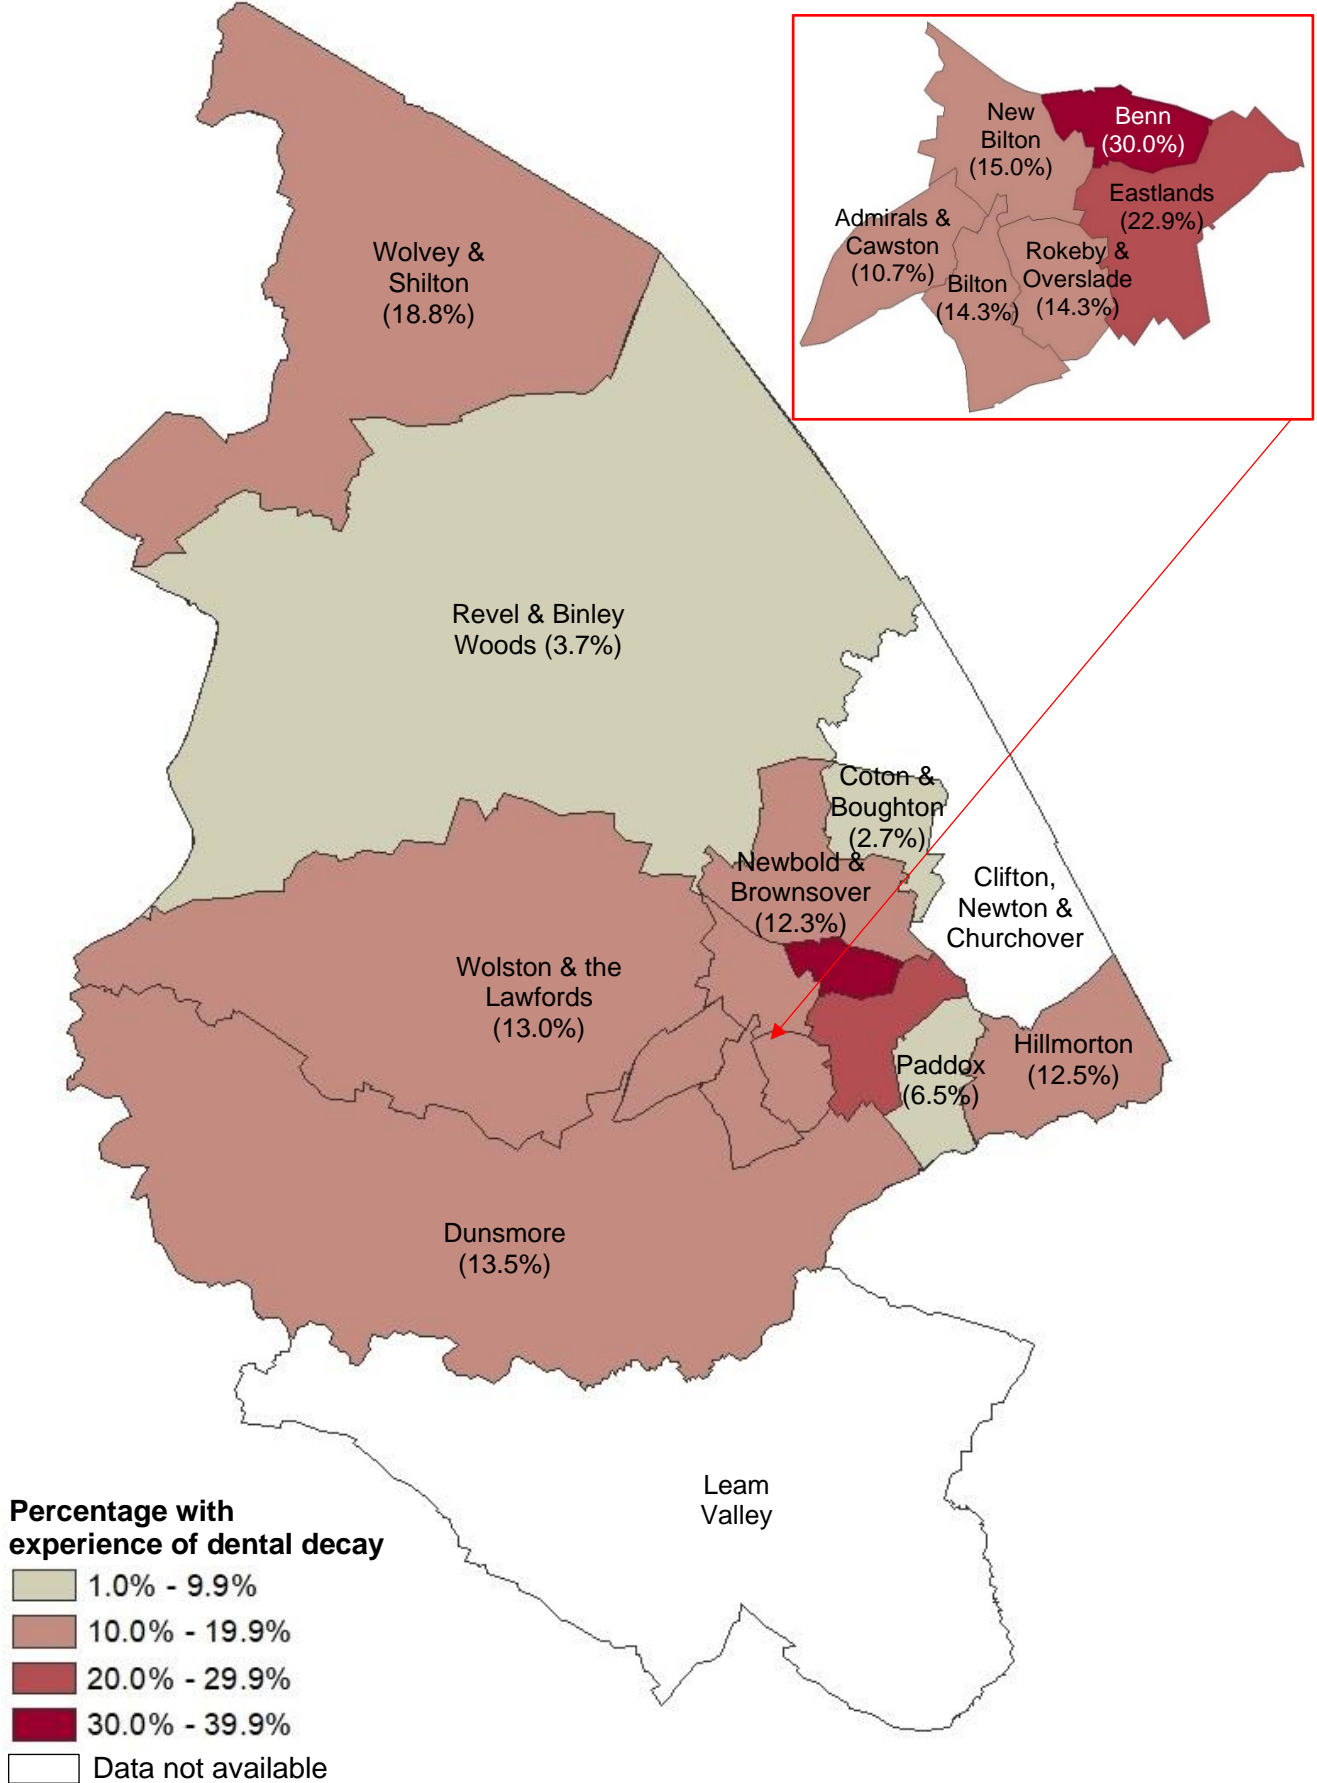 New
Bilton
(15.0%)
Benn
(30.0%)
Eastlands
(22.9%)
Admirals &
Cawston
(10.7%)
Bilton
(14.3%)
Rokeby &
Overslade
(14.3%)
Wolvey &
Shilton
(18.8%)
Revel & Binley
Woods (3.7%)
Coton &
Boughton
(2.7%)
Newbold &
Brownsover
(12.3%)
Clifton,
Newton &
Churchover
Wolston & the
Lawfords
(13.0%)
Paddox
(6.5%)
Hillmorton
(12.5%)
Dunsmore
(13.5%)
Leam
Valley
Percentage with
experience of dental decay
1.0% - 9.9%
10.0% - 19.9%
20.0% - 29.9%
30.0% - 39.9%
Data not available